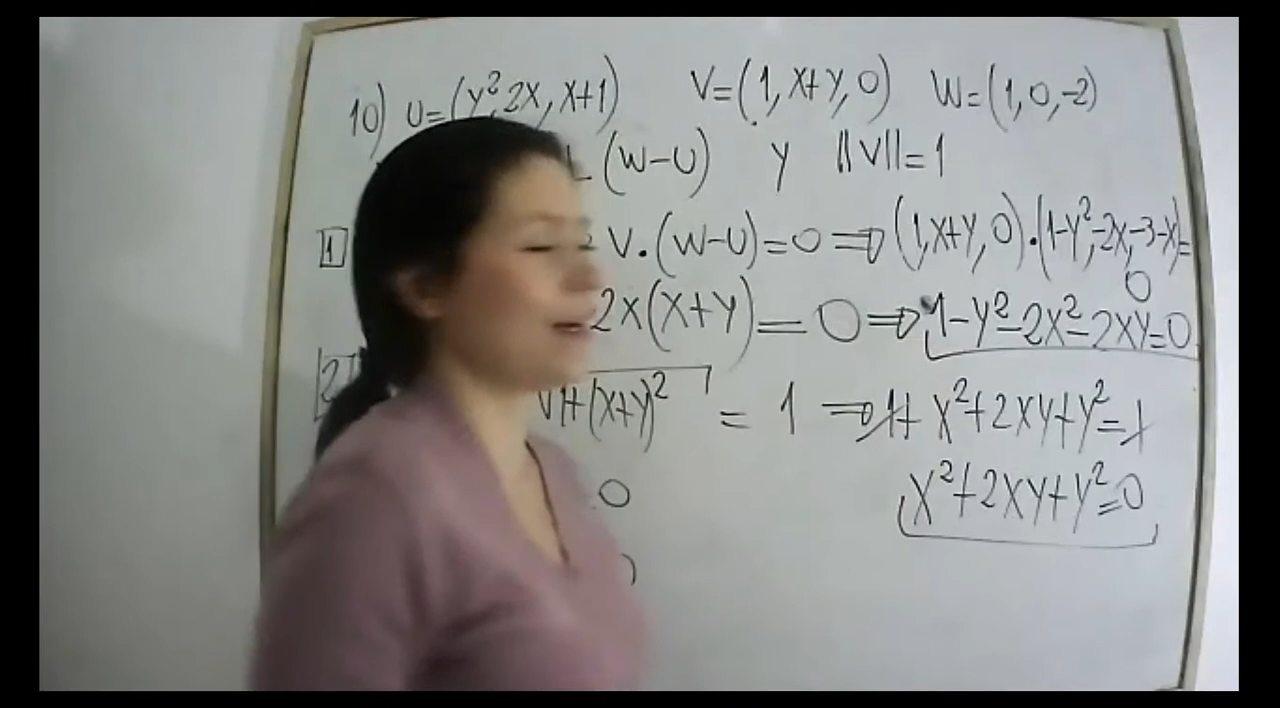 10) U=(y²,2x, x+1) V=(1, x+y, 0) W=(1, 0, -2)
(W-U) y ||V||=1
1 V.(W-U)=0 ⇒ (1,x+y,0).(1-y²,-2x,-3-x)=
0
2x(x+y)=0 ⇒ 1-y²-2x²-2xy=0
2 √1+(x+y)² = 1 ⇒ 1+x²+2xy+y²=1
0 x²+2xy+y²=0